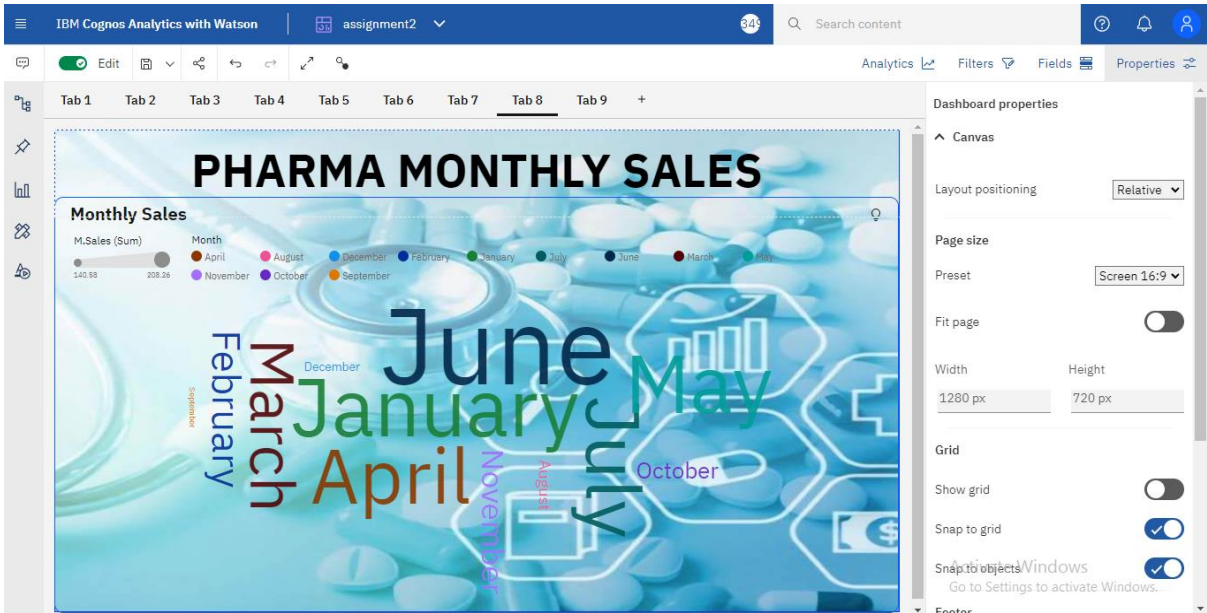 IBM Cognos Analytics with Watson
assignment2
349
Search content
Edit
Analytics
Filters
Fields
Properties
Tab 1 Tab 2 Tab 3 Tab 4 Tab 5 Tab 6 Tab 7 Tab 8 Tab 9 +
PHARMA MONTHLY SALES
Monthly Sales
M.Sales (Sum)
140.58 208.26
Month
April August December February January July June March May
November October September
June
February
March
December
September
January
May
July
April
November
August
October
$
Dashboard properties
Canvas
Layout positioning Relative
Page size
Preset Screen 16:9
Fit page
Width Height
1280 px 720 px
Grid
Show grid
Snap to grid
Snap to objects
Activate Windows
Go to Settings to activate Windows.
Footer